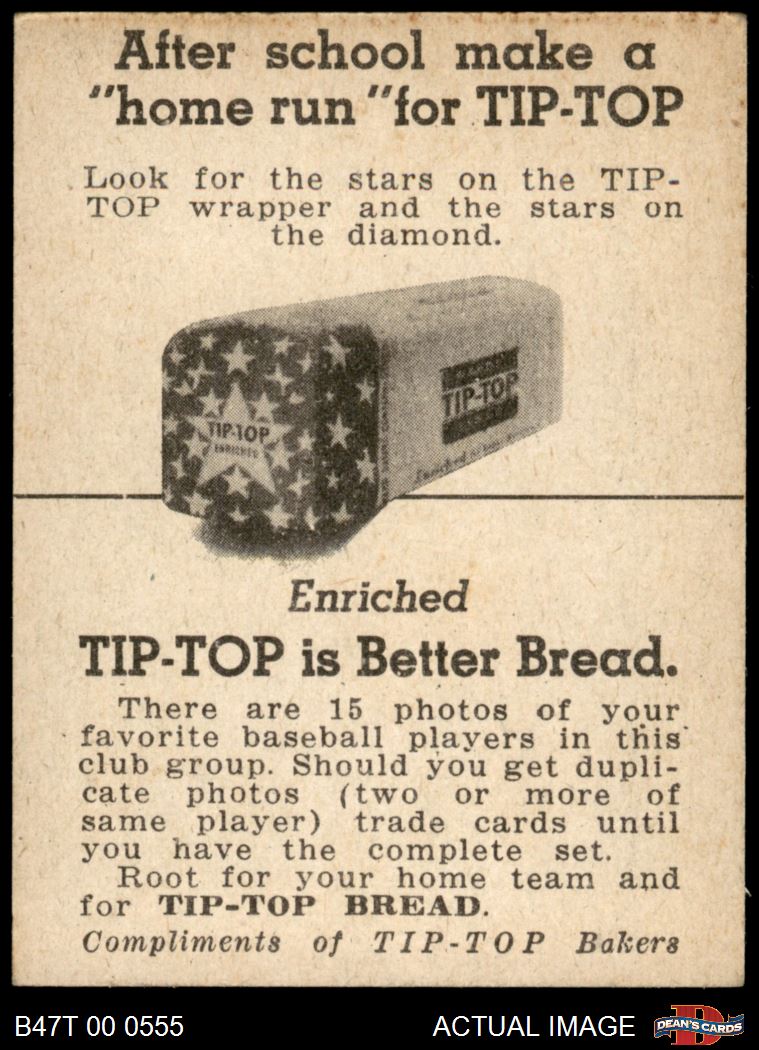 After school make a
"home run "for TIP-TOP
Look for the stars on the TIP-
TOP wrapper and the stars on
the diamond.
TIP-TOP
ENRICHED
TIP-TOP
Enriched
Enriched
TIP-TOP is Better Bread.
There are 15 photos of your
favorite baseball players in this
club group. Should you get dupli-
cate photos (two or more of
same player) trade cards until
you have the complete set.
Root for your home team and
for TIP-TOP BREAD.
Compliments of TIP-TOP Bakers
B47T 00 0555
ACTUAL IMAGE
D
DEAN'S CARDS